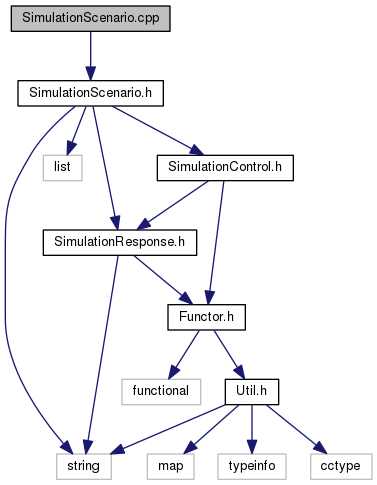 SimulationScenario.cpp
SimulationScenario.h
list
SimulationControl.h
SimulationResponse.h
Functor.h
functional
Util.h
string
map
typeinfo
cctype